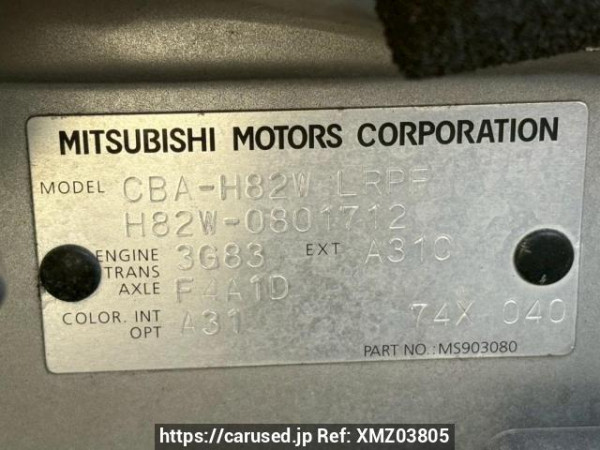 MITSUBISHI MOTORS CORPORATION
MODEL CBA-H82W LRPF
H82W-0801712
ENGINE 3G83 EXT A31C
TRANS
AXLE F4A1D
COLOR. INT A31 74X 040
OPT
PART NO.: MS903080
https://carused.jp Ref: XMZ03805